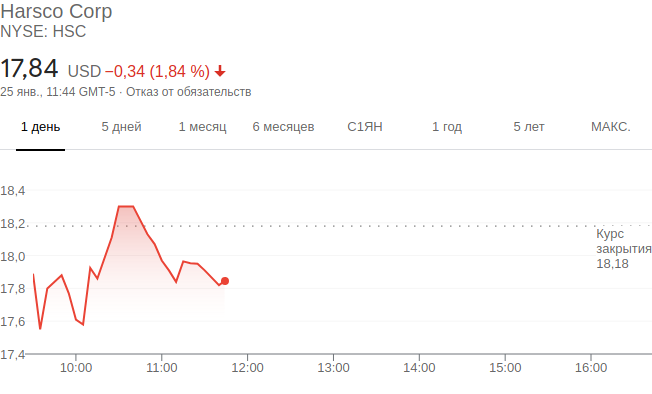 Harsco Corp
NYSE: HSC
17,84 USD −0,34 (1,84 %)
25 янв., 11:44 GMT-5 · Отказ от обязательств
1 день 5 дней 1 месяц 6 месяцев С1ЯН 1 год 5 лет МАКС.
18,4
18,2
Курс
закрытия
18,18
18,0
17,8
17,6
17,4
10:00 11:00 12:00 13:00 14:00 15:00 16:00